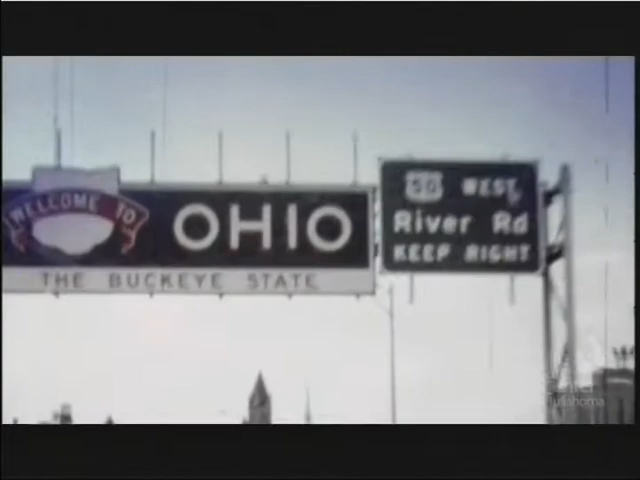 WELCOME TO
OHIO
THE BUCKEYE STATE
50 WEST
River Rd
KEEP RIGHT